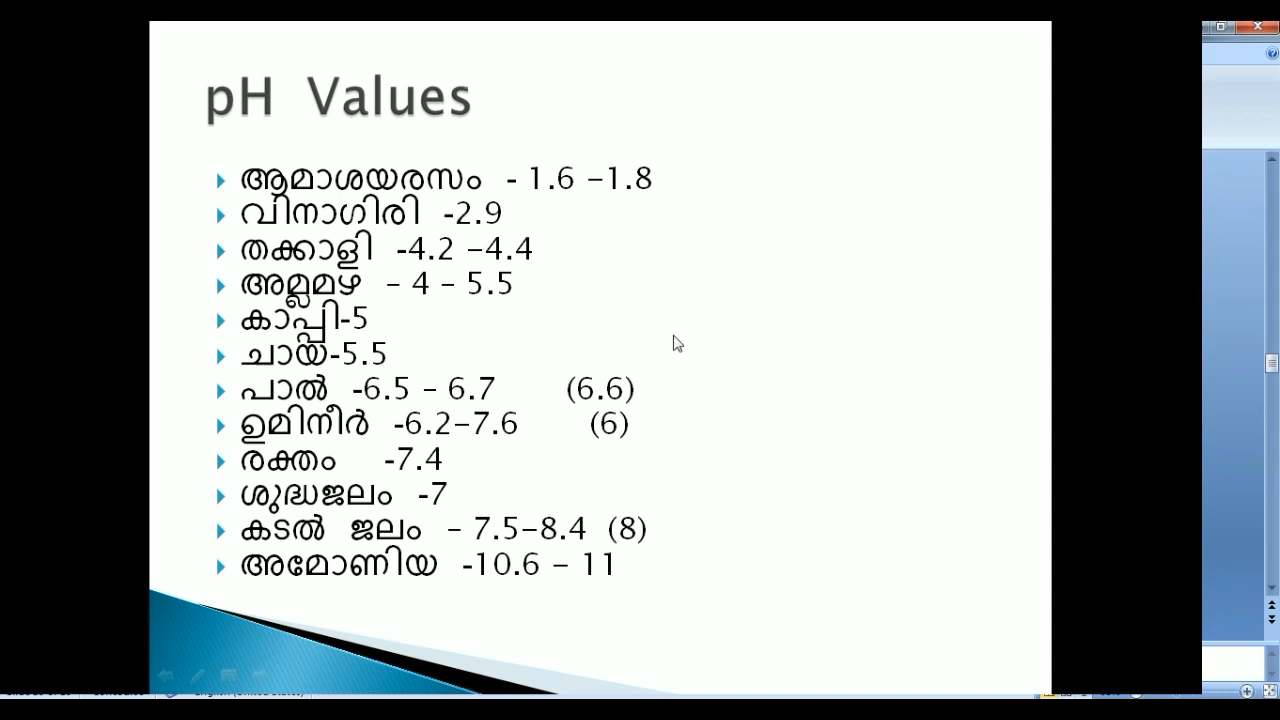 pH Values
ആമാശയരസം - 1.6 –1.8
വിനാഗിരി -2.9
തക്കാളി -4.2 –4.4
അമ്ലമഴ – 4 – 5.5
കാപ്പി-5
ചായ-5.5
പാൽ -6.5 – 6.7 (6.6)
ഉമിനീർ -6.2–7.6 (6)
രക്തം -7.4
ശുദ്ധജലം -7
കടൽ ജലം – 7.5–8.4 (8)
അമോണിയ -10.6 – 11